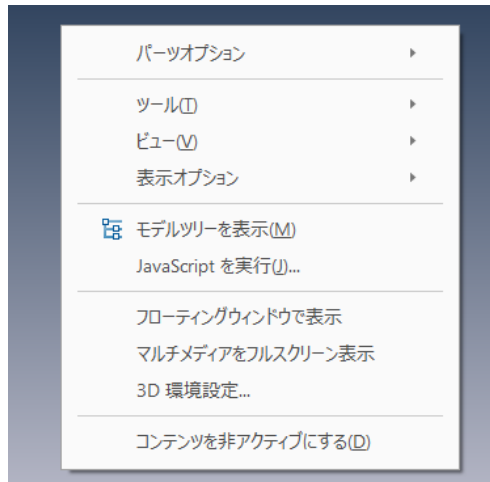 パーツオプション
ツール(T)
ビュー(V)
表示オプション
モデルツリーを表示(M)
JavaScript を実行(J)...
フローティングウィンドウで表示
マルチメディアをフルスクリーン表示
3D 環境設定...
コンテンツを非アクティブにする(D)